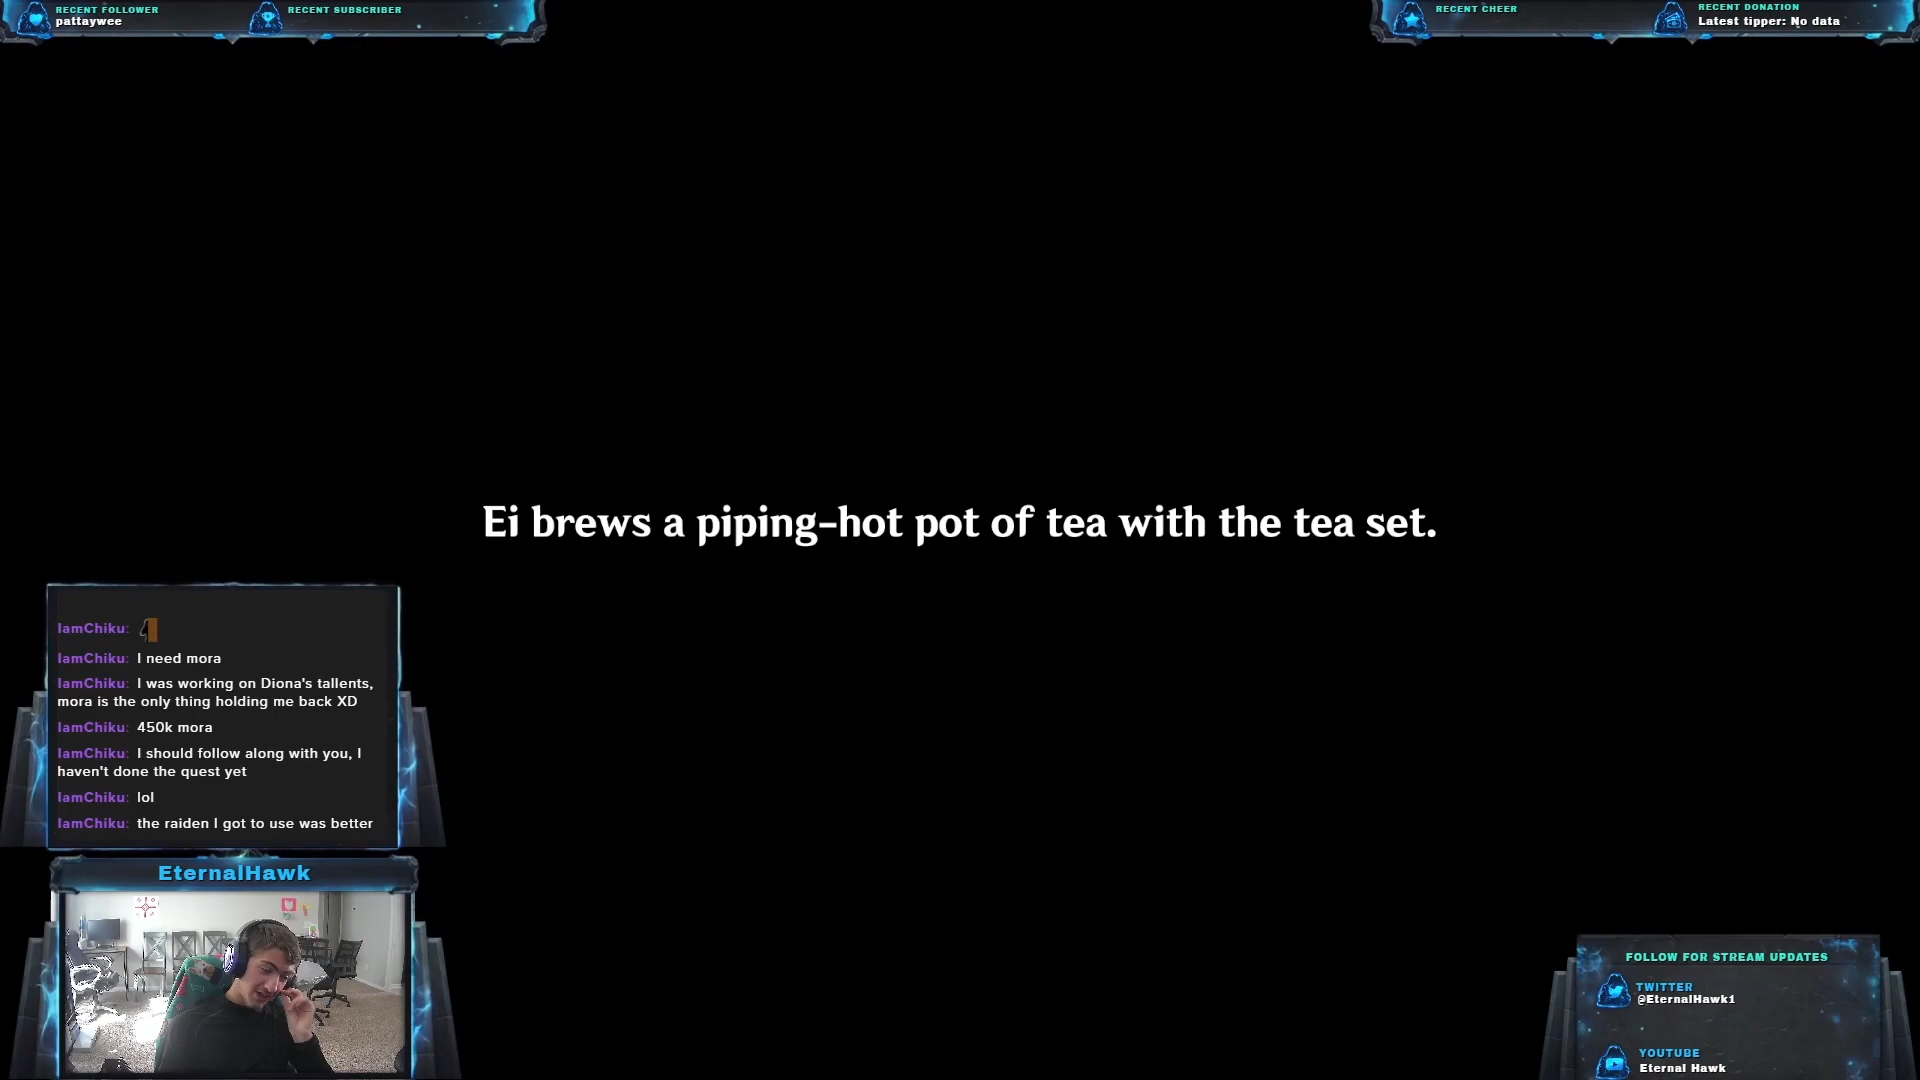 RECENT FOLLOWER
pattaywee
RECENT SUBSCRIBER
RECENT CHEER
RECENT DONATION
Latest tipper: No data
Ei brews a piping-hot pot of tea with the tea set.
IamChiku:
IamChiku: I need mora
IamChiku: I was working on Diona's tallents,
mora is the only thing holding me back XD
IamChiku: 450k mora
IamChiku: I should follow along with you, I
haven't done the quest yet
IamChiku: lol
IamChiku: the raiden I got to use was better
EternalHawk
FOLLOW FOR STREAM UPDATES
TWITTER
@EternalHawk1
YOUTUBE
Eternal Hawk